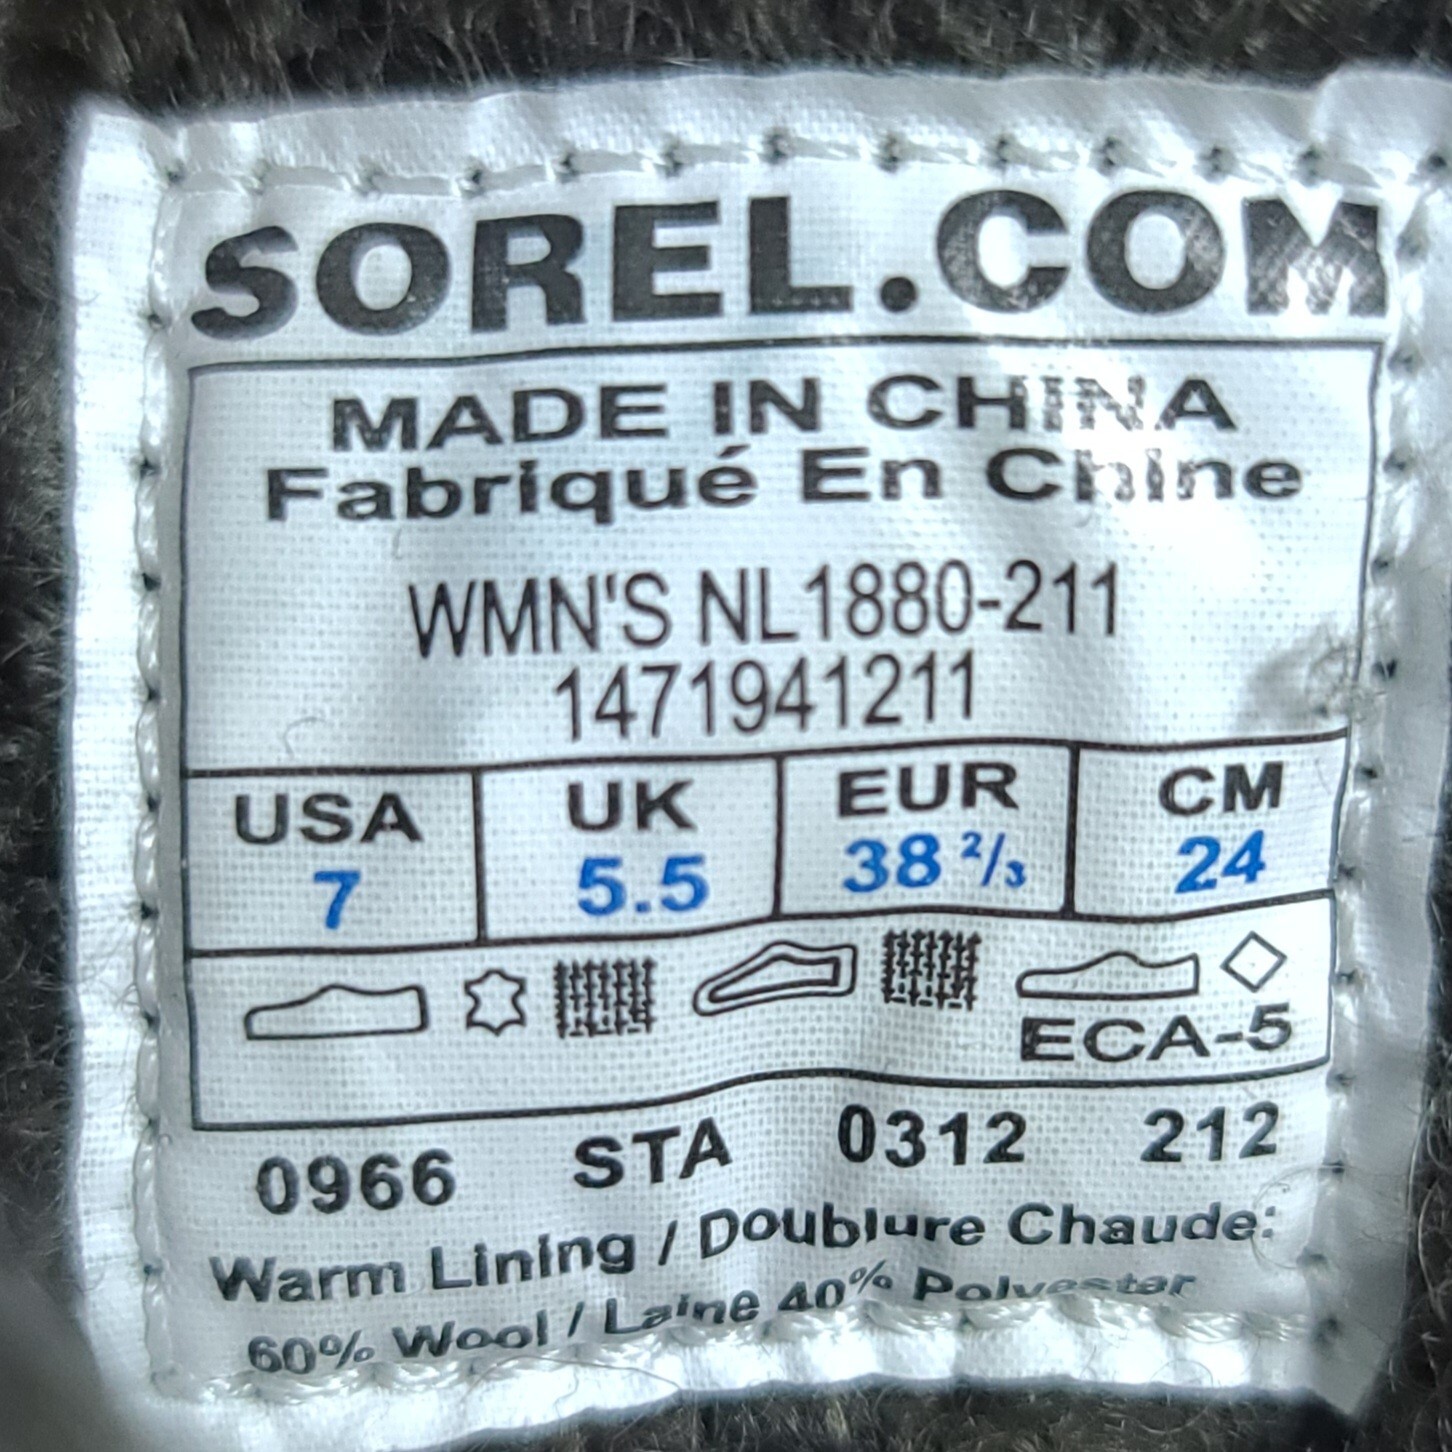 SOREL.COM
MADE IN CHINA
Fabriqué En Chine
WMN'S NL1880-211
1471941211
USA UK EUR CM
7 5.5 38 2/3 24
ECA-5
0966 STA 0312 212
Warm Lining / Doublure Chaude:
60% Wool / Laine 40% Polyester